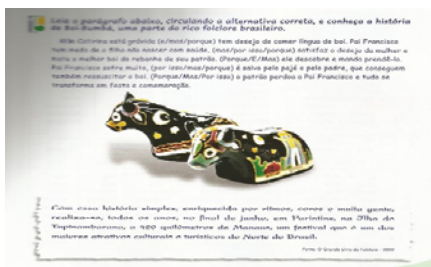 Leia o parágrafo abaixo, circulando a alternativa correta, e conheça a história
do Boi-Bumbá, uma parte do rico folclore brasileiro.
Mãe Catirina está grávida (e/mas/porque) tem desejo de comer língua de boi. Pai Francisco
tem medo de o filho não nascer com saúde, (mas/por isso/porque) satisfaz o desejo da mulher e
mata o melhor boi do rebanho de seu patrão. (Porque/E/Mas) ele descobre e manda prendê-lo.
Pai Francisco sofre muito, (por isso/mas/porque) é salvo pelo pajé e pelo padre, que conseguem
também ressuscitar o boi. (Porque/Mas/Por isso) o patrão perdoa o Pai Francisco e tudo se
transforma em festa e comemoração.
Com essa história simples, enriquecida por ritmos, cores e muita gente,
realiza-se, todos os anos, no final de junho, em Parintins, na Ilha do
Tupinambarana, a 420 quilômetros de Manaus, um festival que é um dos
maiores atrativos culturais e turísticos do Norte do Brasil.